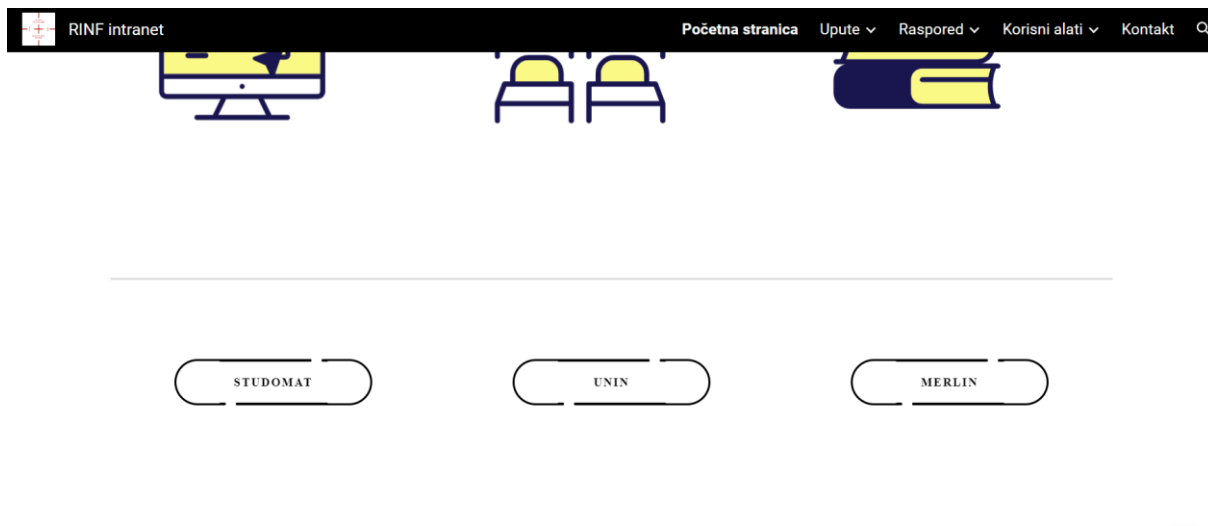 RINF intranet
Početna stranica Upute Raspored Korisni alati Kontakt
STUDOMAT UNIN MERLIN